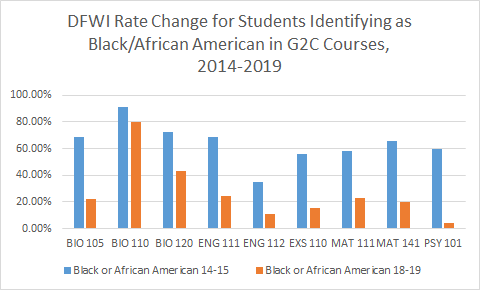 DFWI Rate Change for Students Identifying as
Black/African American in G2C Courses,
2014-2019
100.00%
80.00%
60.00%
40.00%
20.00%
0.00%
BIO 105 BIO 110 BIO 120 ENG 111 ENG 112 EXS 110 MAT 111 MAT 141 PSY 101
Black or African American 14-15 Black or African American 18-19